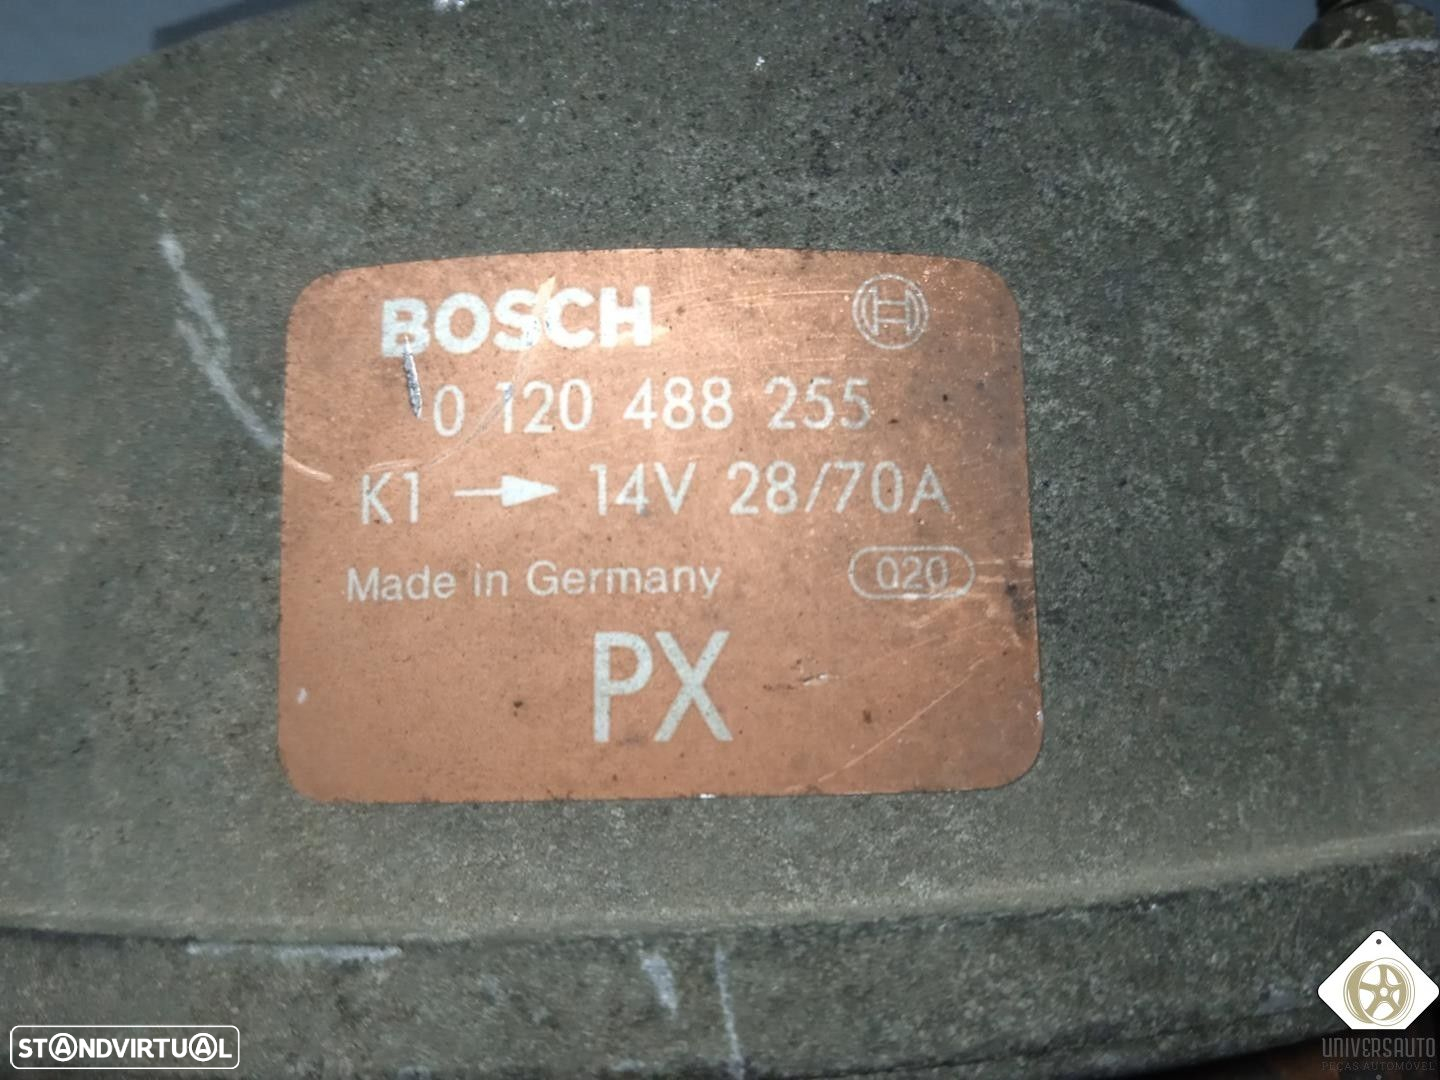 BOSCH
0 120 488 255
K1 → 14V 28/70A
Made in Germany 020
PX
STANDVIRTUAL
UNIVERSAUTO
PEÇAS AUTOMÓVEL